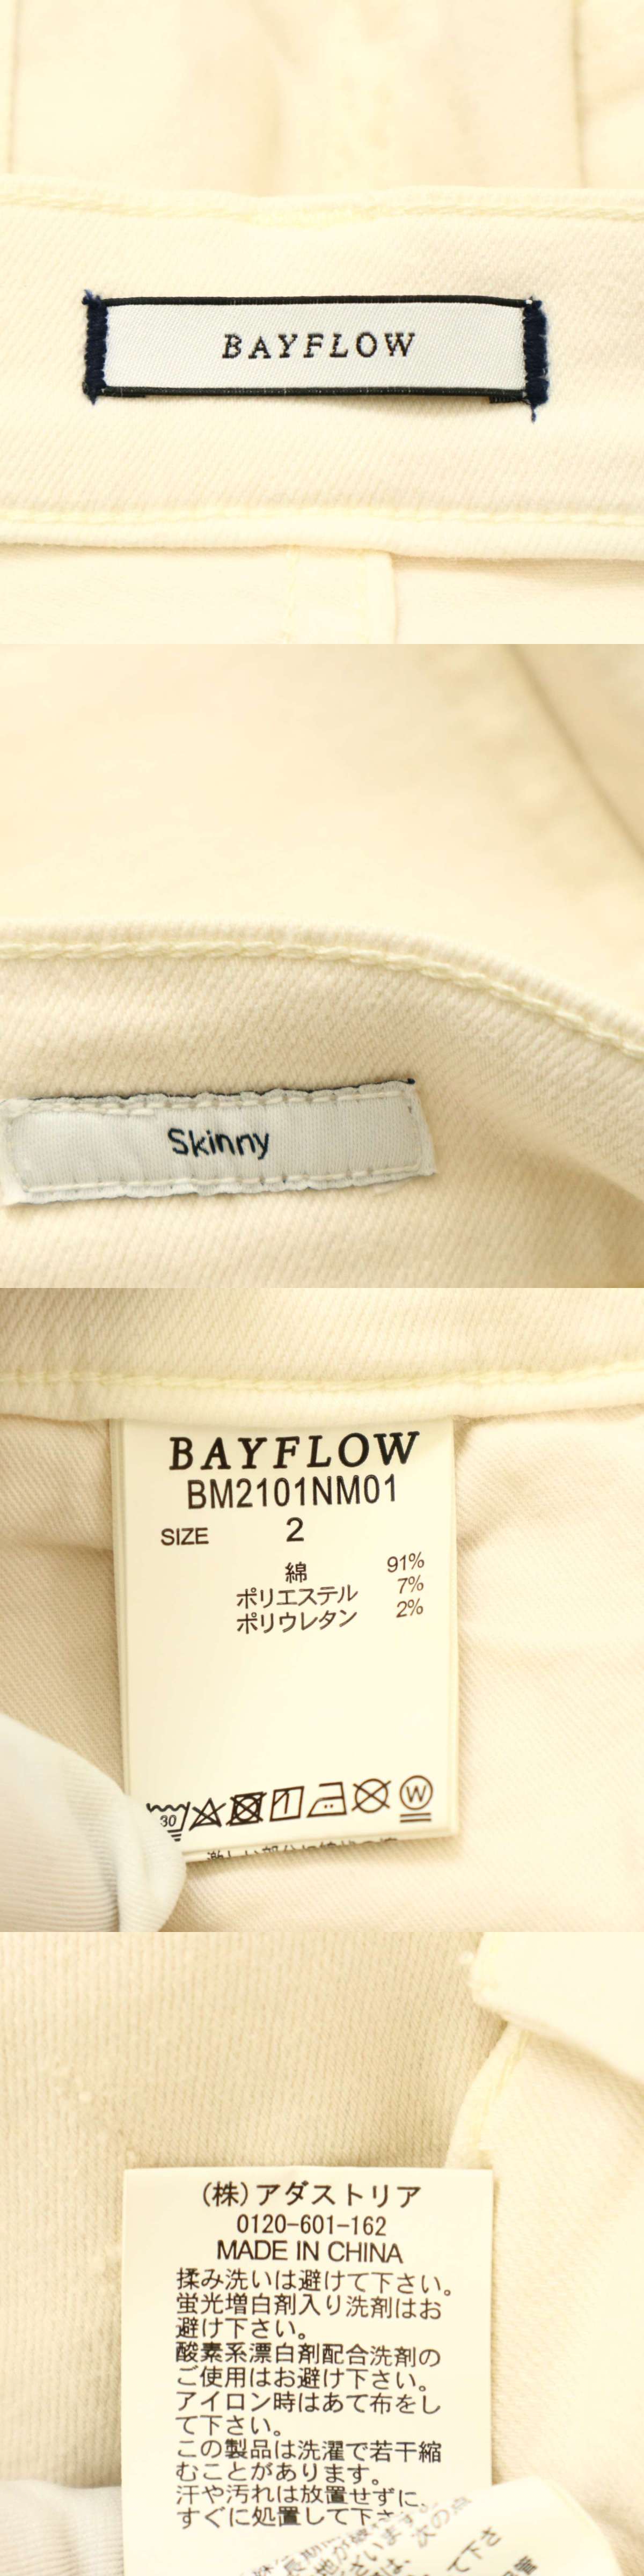 BAYFLOW
Skinny
BAYFLOW
BM2101NM01
SIZE 2
綿 91%
ポリエステル 7%
ポリウレタン 2%
30
W
(株)アダストリア
0120-601-162
MADE IN CHINA
揉み洗いは避けて下さい。
蛍光増白剤入り洗剤はお
避け下さい。
酸素系漂白剤配合洗剤の
ご使用はお避け下さい。
アイロン時はあて布をし
て下さい。
この製品は洗濯で若干縮
むことがあります。
汗や汚れは放置せずに、
すぐに処置して下さ
次の点
て下さ